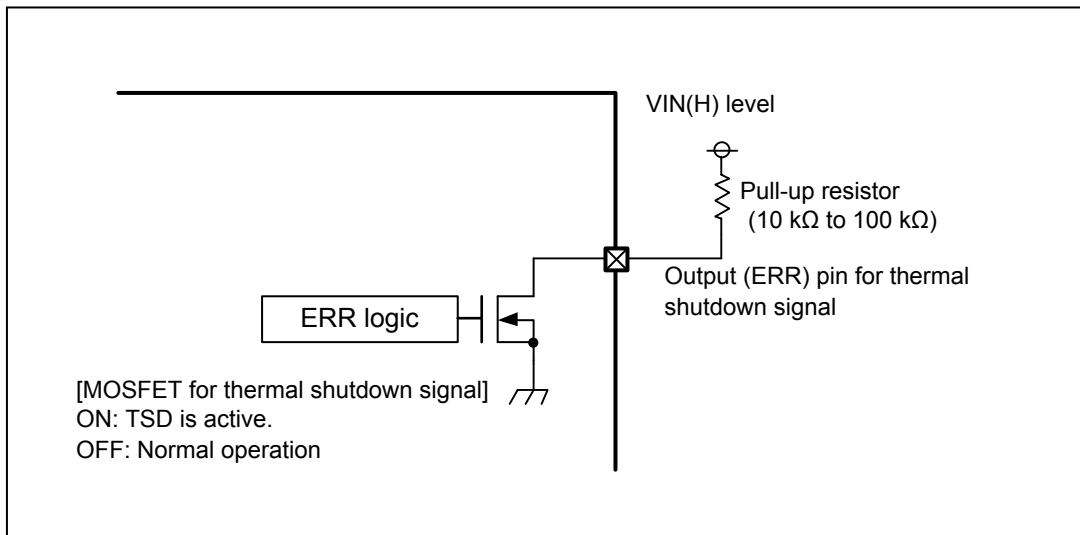 VIN(H) level
Pull-up resistor
(10 kΩ to 100 kΩ)
Output (ERR) pin for thermal
shutdown signal
ERR logic
[MOSFET for thermal shutdown signal]
ON: TSD is active.
OFF: Normal operation